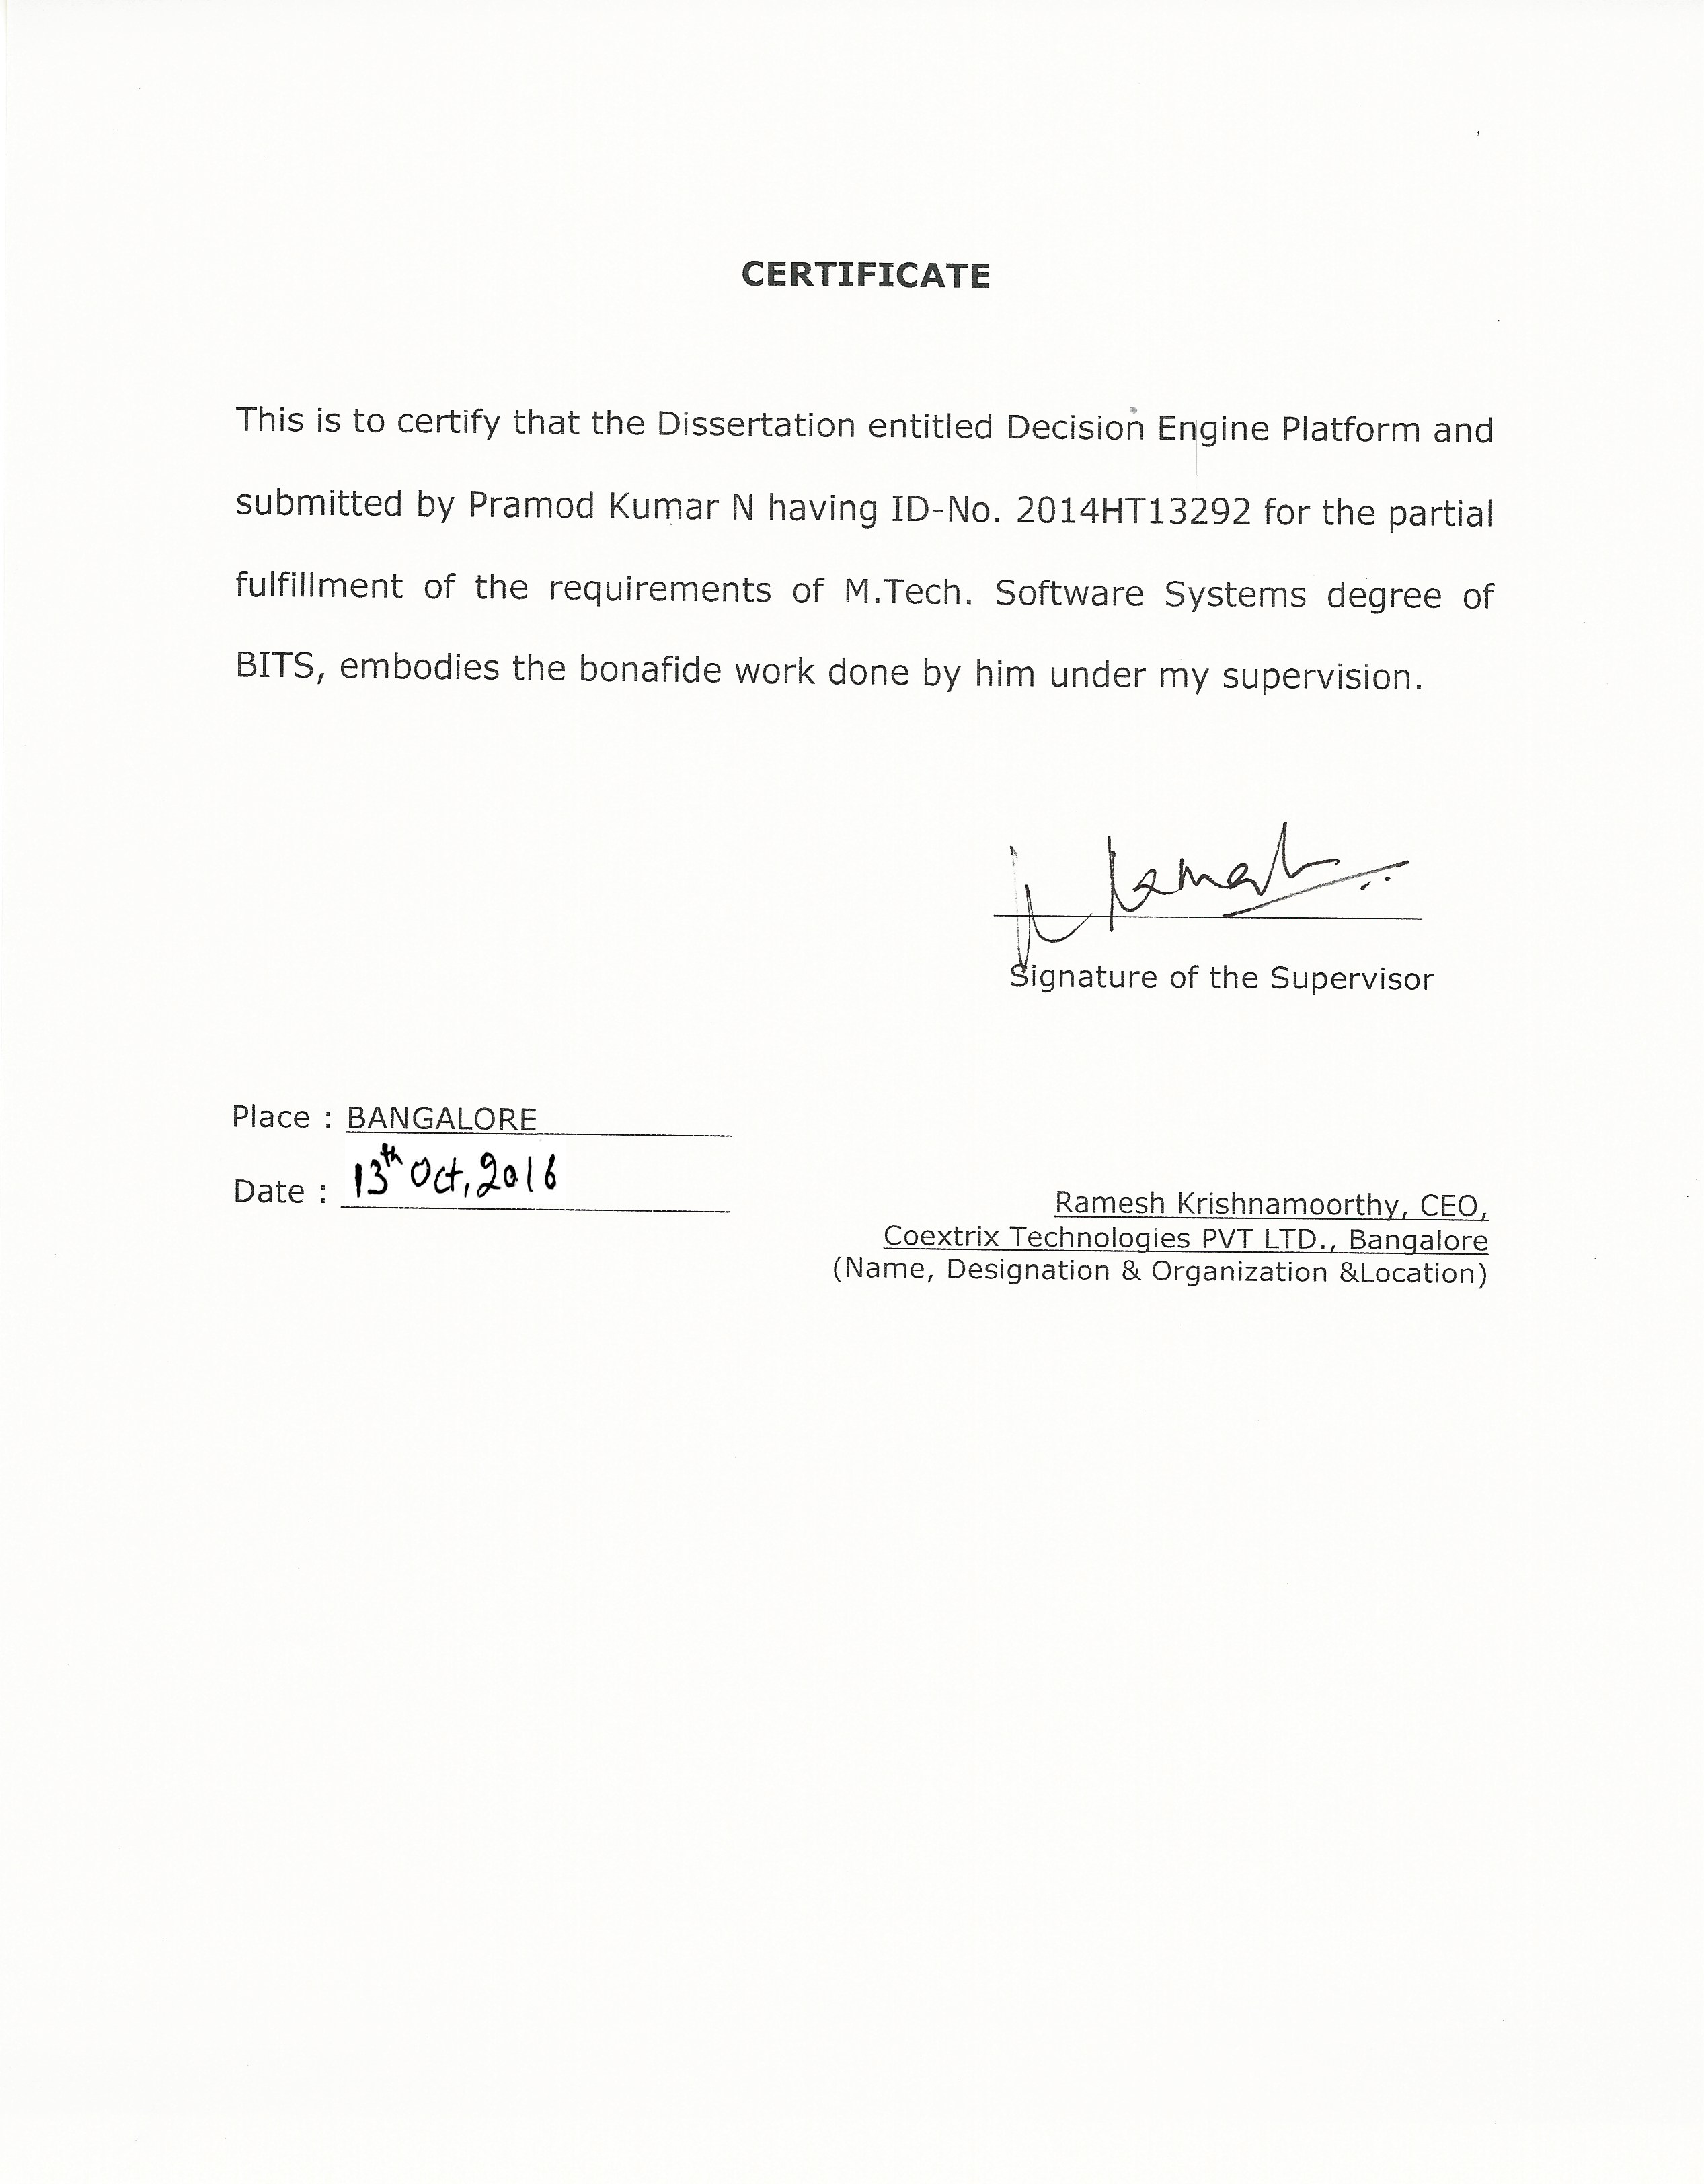 CERTIFICATE
This is to certify that the Dissertation entitled Decision Engine Platform and
submitted by Pramod Kumar N having ID-No. 2014HT13292 for the partial
fulfillment of the requirements of M.Tech. Software Systems degree of
BITS, embodies the bonafide work done by him under my supervision.
Signature of the Supervisor
Place : BANGALORE
Date : 13th Oct, 2016
Ramesh Krishnamoorthy, CEO,
Coextrix Technologies PVT LTD., Bangalore
(Name, Designation & Organization &Location)